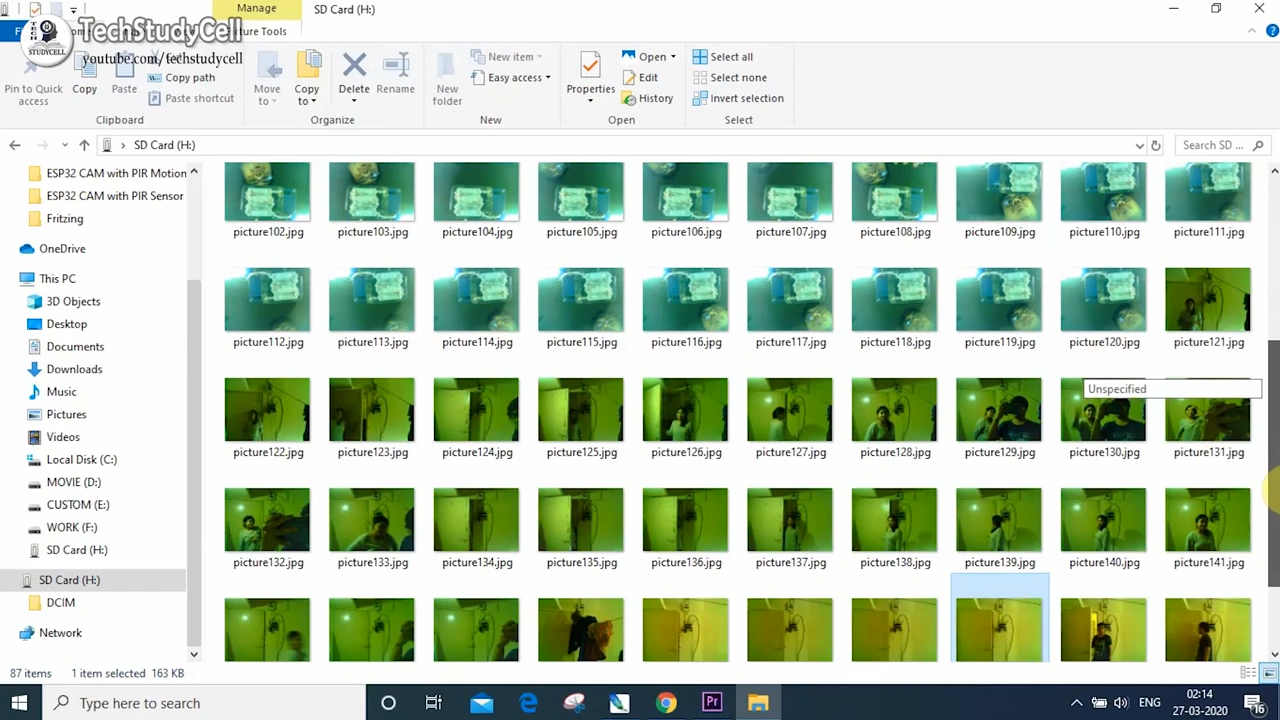 Manage
SD Card (H:)
TechStudyCell
youtube.com/techstudycell
STUDYCELL
ture Tools
Pin to Quick access
Copy
Paste
Copy path
Paste shortcut
Move to
Copy to
Delete
Rename
New folder
New item
Easy access
Properties
Open
Edit
History
Select all
Select none
Invert selection
Clipboard
Organize
New
Open
Select
SD Card (H:)
Search SD ...
ESP32 CAM with PIR Motion
ESP32 CAM with PIR Sensor
Fritzing
OneDrive
This PC
3D Objects
Desktop
Documents
Downloads
Music
Pictures
Videos
Local Disk (C:)
MOVIE (D:)
CUSTOM (E:)
WORK (F:)
SD Card (H:)
SD Card (H:)
DCIM
Network
picture102.jpg picture103.jpg picture104.jpg picture105.jpg picture106.jpg picture107.jpg picture108.jpg picture109.jpg picture110.jpg picture111.jpg
picture112.jpg picture113.jpg picture114.jpg picture115.jpg picture116.jpg picture117.jpg picture118.jpg picture119.jpg picture120.jpg picture121.jpg
Unspecified
picture122.jpg picture123.jpg picture124.jpg picture125.jpg picture126.jpg picture127.jpg picture128.jpg picture129.jpg picture130.jpg picture131.jpg
picture132.jpg picture133.jpg picture134.jpg picture135.jpg picture136.jpg picture137.jpg picture138.jpg picture139.jpg picture140.jpg picture141.jpg
87 items 1 item selected 163 KB
Type here to search
Pr
ENG
02:14
27-03-2020
16